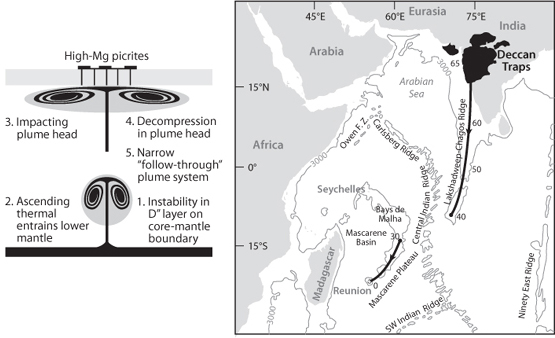 High-Mg picrites
3. Impacting
plume head
4. Decompression
in plume head
5. Narrow
"follow-through"
plume system
2. Ascending
thermal
entrains lower
mantle
1. Instability in
D" layer on
core-mantle
boundary
45°E
60°E
75°E
15°N
0°
15°S
Eurasia
India
Arabia
Deccan
Traps
65
3000
Arabian
Sea
60
Africa
Owen F. Z.
Carlsberg Ridge
Lakshadweep-Chagos Ridge
3000
50
Seychelles
Central Indian Ridge
40
Bays de
Malha
Mascarene
Basin
30
Madagascar
Mascarene Plateau
Reunion
0
Ninety East Ridge
SW Indian Ridge
3000